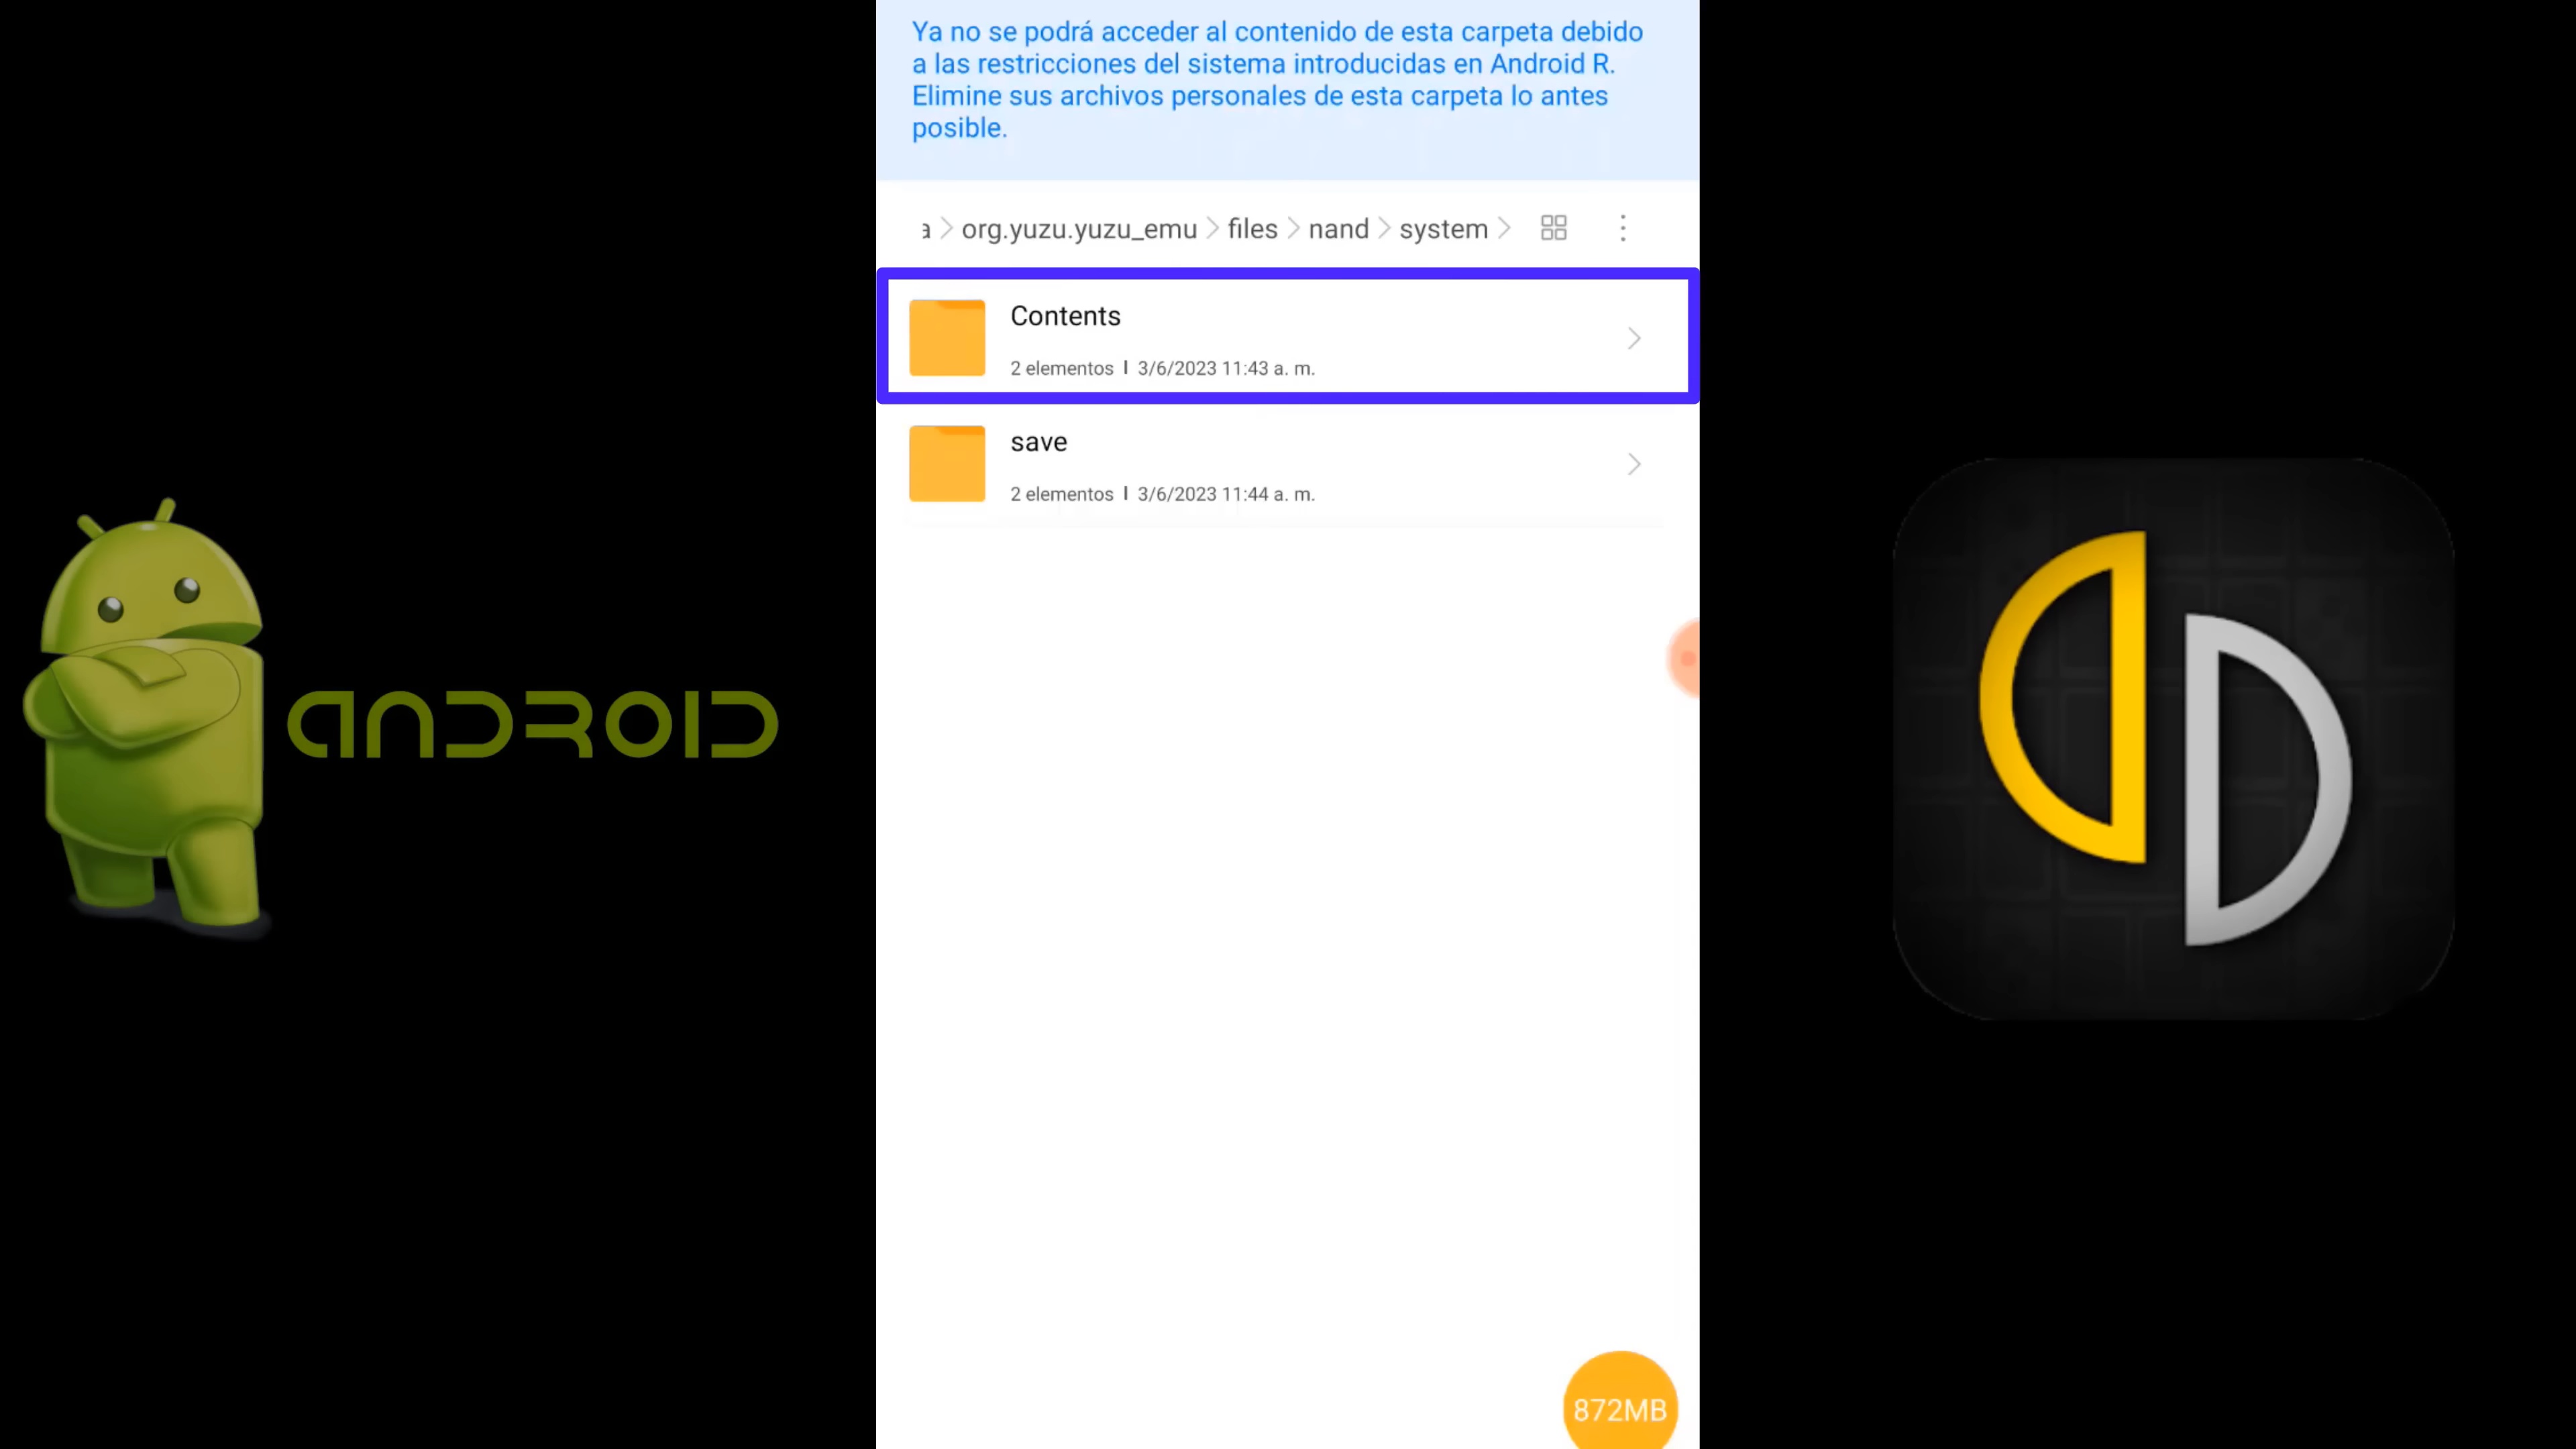 Ya no se podrá acceder al contenido de esta carpeta debido
a las restricciones del sistema introducidas en Android R.
Elimine sus archivos personales de esta carpeta lo antes
posible.
a > org.yuzu.yuzu_emu > files > nand > system >
Contents
2 elementos | 3/6/2023 11:43 a. m.
save
2 elementos | 3/6/2023 11:44 a. m.
ANDROID
872MB